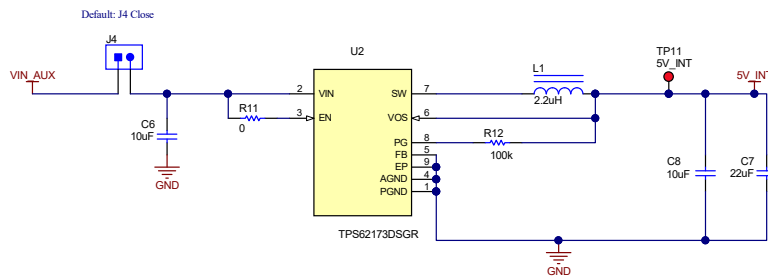 Default: J4 Close
J4
U2
TP11
5V_INT
L1
VIN_AUX
2
VIN
SW
7
5V_INT
2.2uH
R11
0
3
EN
VOS
6
C6
10uF
PG
8
R12
100k
FB
5
EP
9
AGND
4
PGND
1
C8
10uF
C7
22uF
GND
TPS62173DSGR
GND